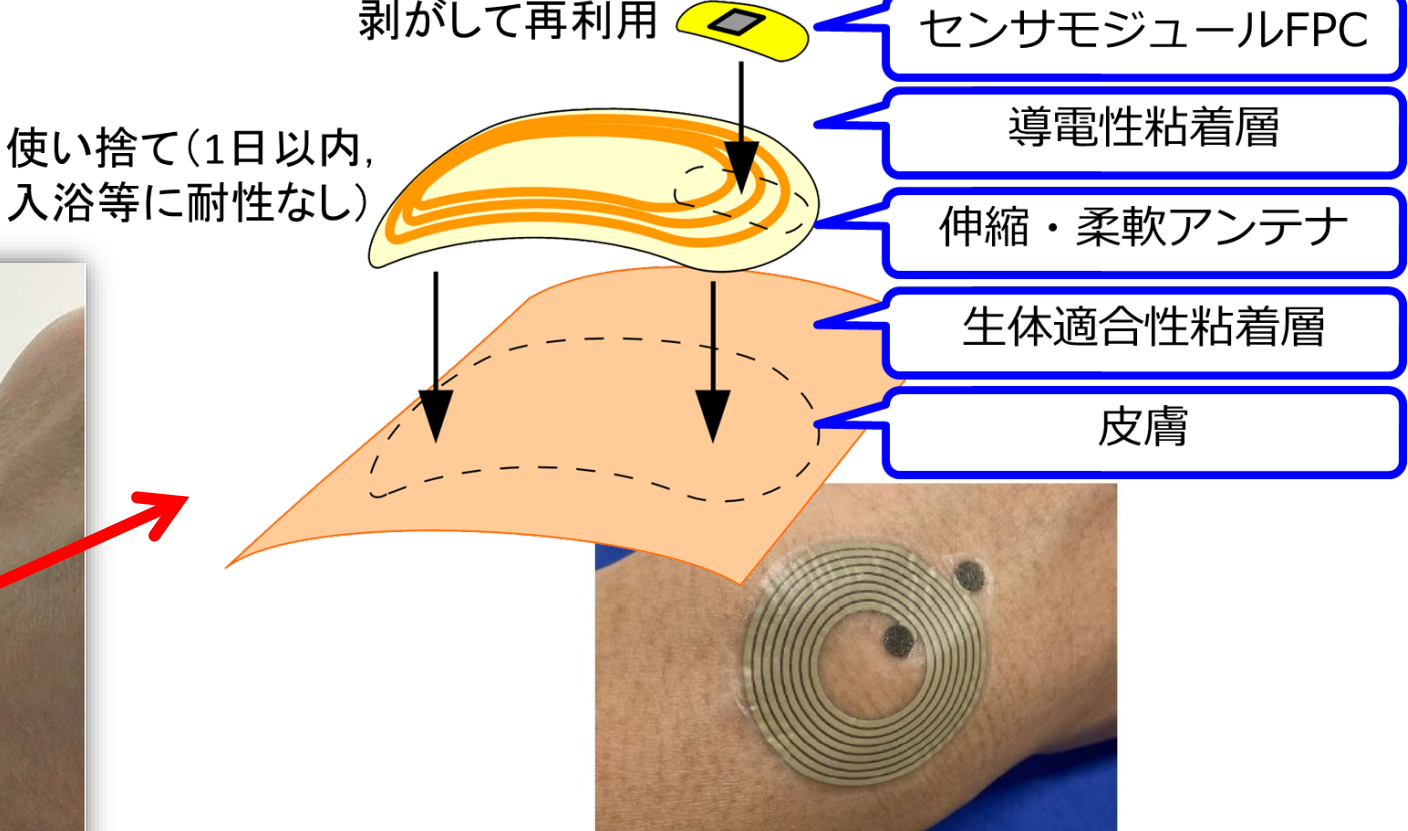 剥がして再利用
センサモジュールFPC
導電性粘着層
使い捨て(1日以内,
入浴等に耐性なし)
伸縮・柔軟アンテナ
生体適合性粘着層
皮膚